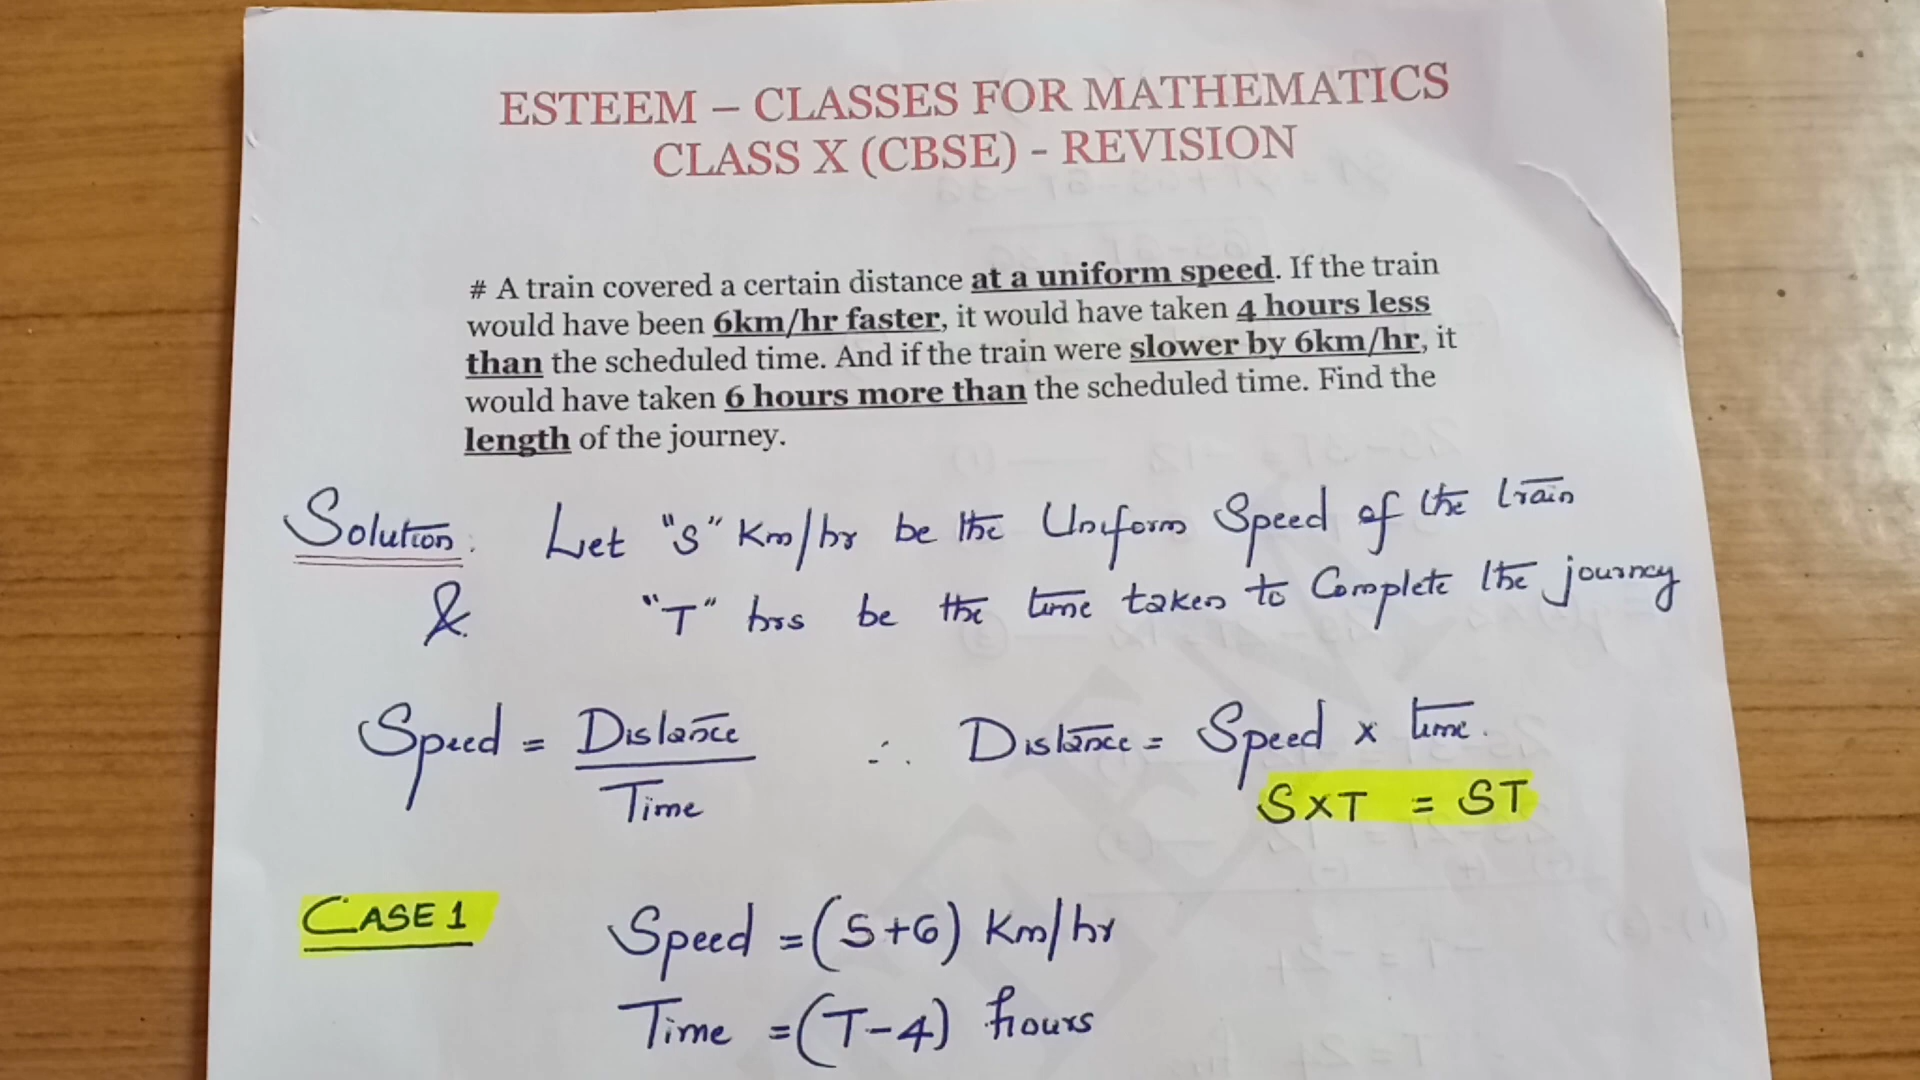 ESTEEM – CLASSES FOR MATHEMATICS
CLASS X (CBSE) - REVISION
# A train covered a certain distance at a uniform speed. If the train
would have been 6km/hr faster, it would have taken 4 hours less
than the scheduled time. And if the train were slower by 6km/hr, it
would have taken 6 hours more than the scheduled time. Find the
length of the journey.
Solution: Let "S" Km/hr be the Uniform Speed of the train
& "T" hrs be the time taken to Complete the journey
Speed = Distance / Time ∴ Distance = Speed x time.
S x T = ST
CASE 1 Speed = (S+6) Km/hr
Time = (T-4) hours